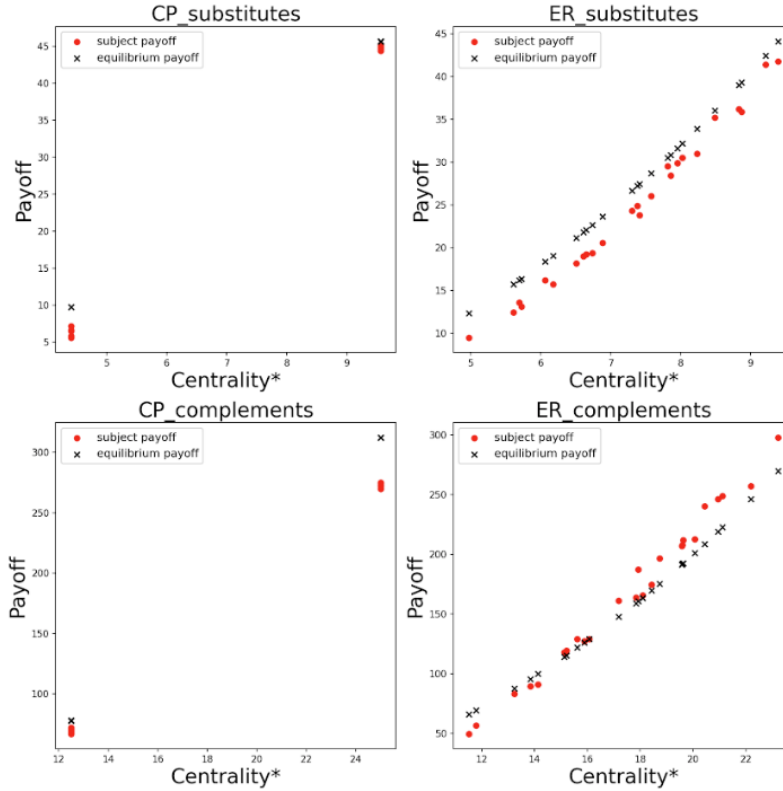 CP_substitutes
subject payoff
equilibrium payoff
45
40
35
30
25
20
15
10
5
Payoff
5
6
7
8
9
Centrality*
ER_substitutes
subject payoff
equilibrium payoff
45
40
35
30
25
20
15
10
Payoff
5
6
7
8
9
Centrality*
CP_complements
subject payoff
equilibrium payoff
300
250
200
150
100
Payoff
12
14
16
18
20
22
24
Centrality*
ER_complements
subject payoff
equilibrium payoff
300
250
200
150
100
50
Payoff
12
14
16
18
20
22
Centrality*